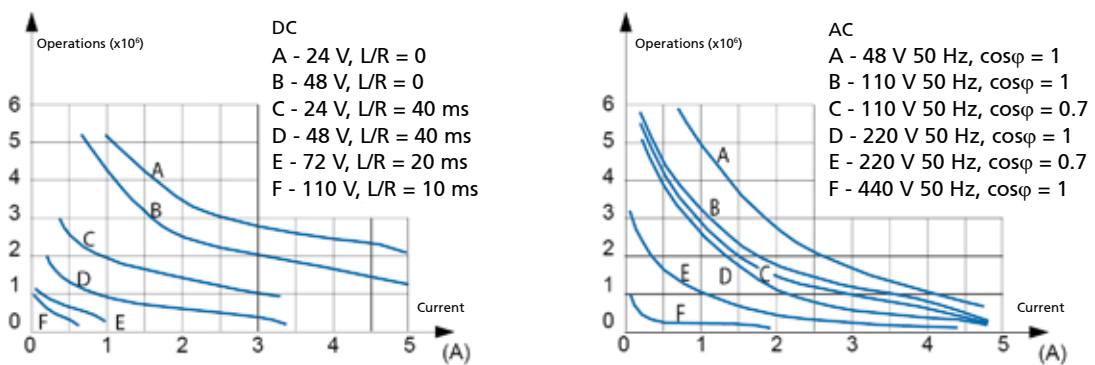 DC
Operations (x10⁶)
A - 24 V, L/R = 0
B - 48 V, L/R = 0
C - 24 V, L/R = 40 ms
D - 48 V, L/R = 40 ms
E - 72 V, L/R = 20 ms
F - 110 V, L/R = 10 ms
6
5
4
3
2
1
0
A
B
C
D
E
F
Current
0 1 2 3 4 5
(A)
AC
Operations (x10⁶)
A - 48 V 50 Hz, cosφ = 1
B - 110 V 50 Hz, cosφ = 1
C - 110 V 50 Hz, cosφ = 0.7
D - 220 V 50 Hz, cosφ = 1
E - 220 V 50 Hz, cosφ = 0.7
F - 440 V 50 Hz, cosφ = 1
6
5
4
3
2
1
0
A
B
E D C
F
Current
0 1 2 3 4 5
(A)